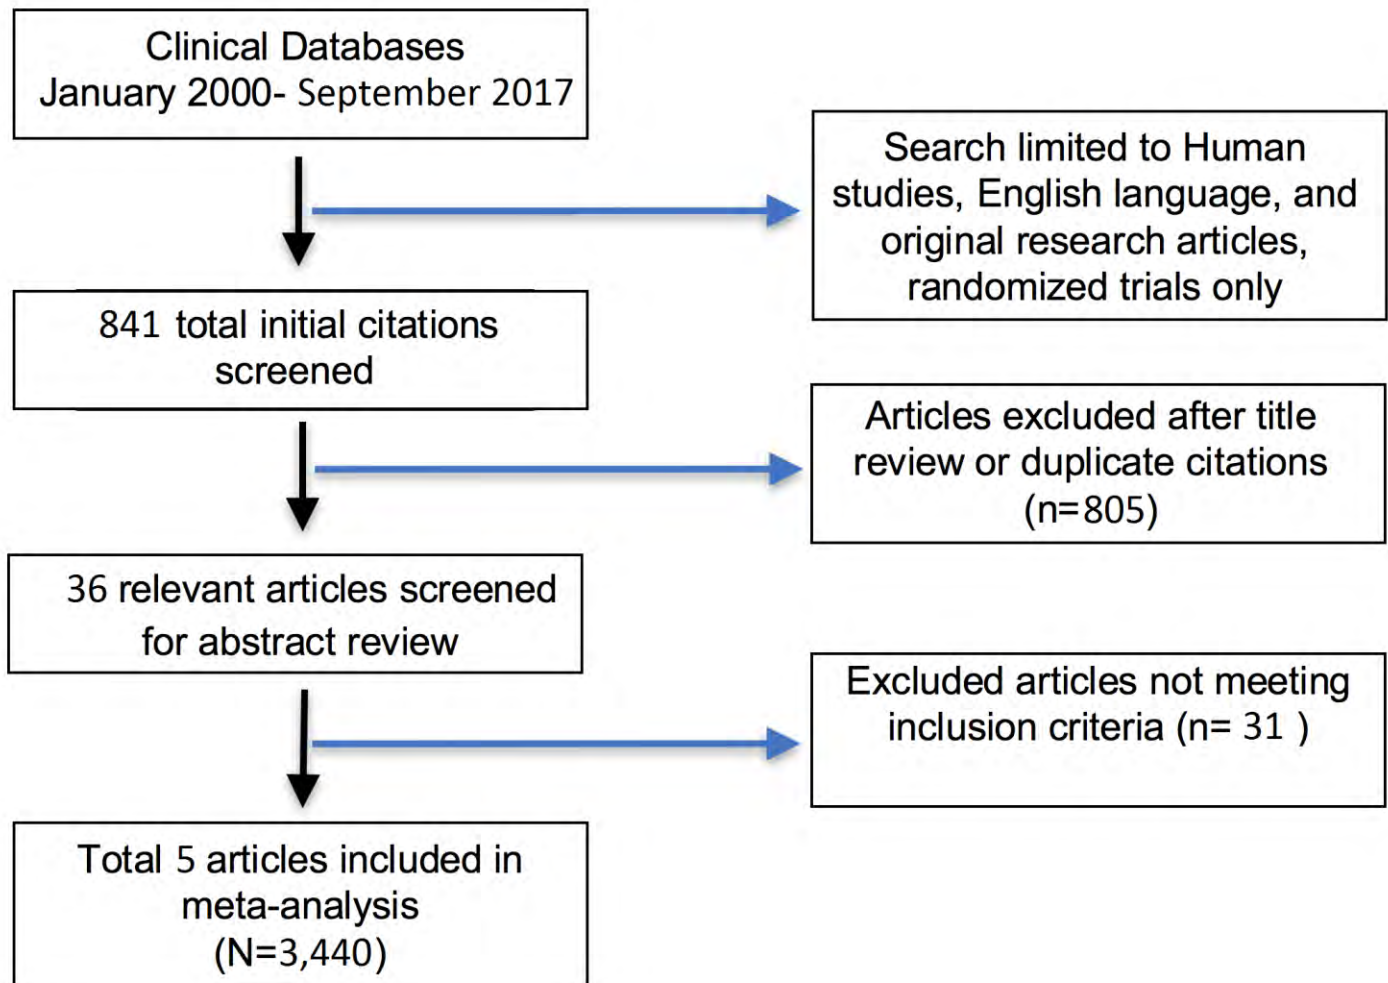 Clinical Databases
January 2000- September 2017
Search limited to Human
studies, English language, and
original research articles,
randomized trials only
841 total initial citations
screened
Articles excluded after title
review or duplicate citations
(n=805)
36 relevant articles screened
for abstract review
Excluded articles not meeting
inclusion criteria (n= 31 )
Total 5 articles included in
meta-analysis
(N=3,440)